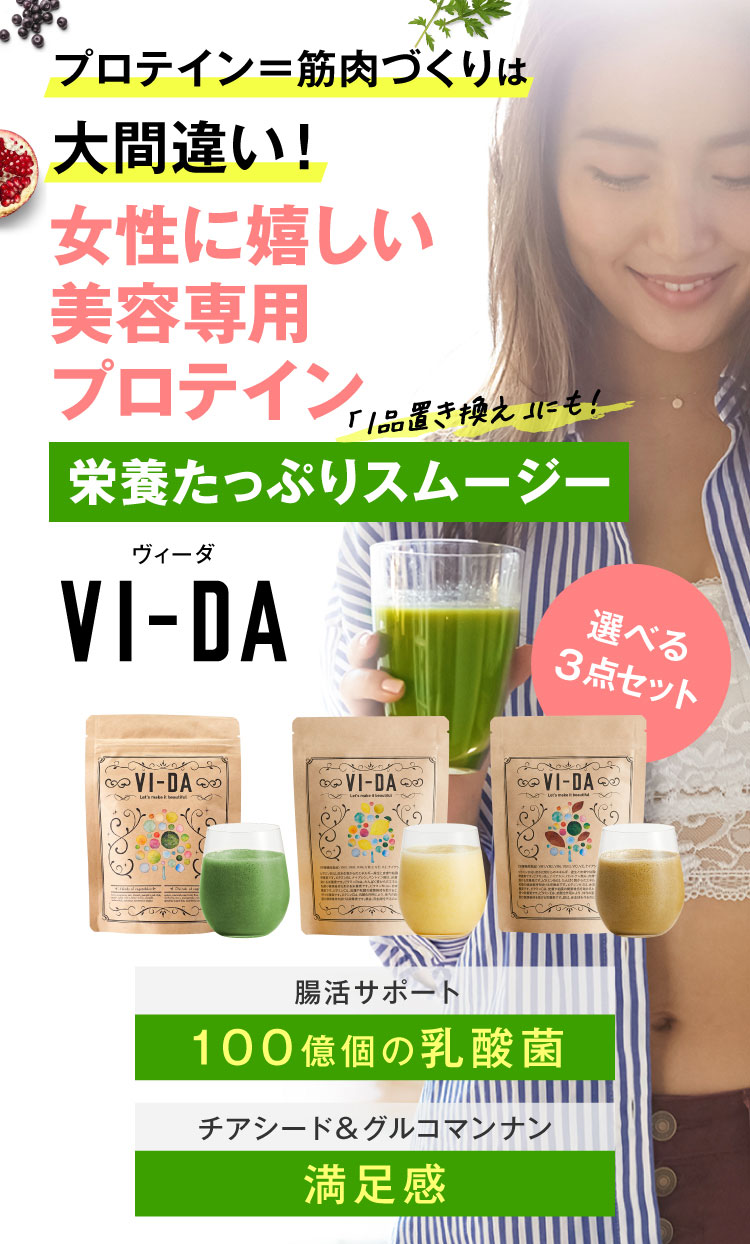 プロテイン＝筋肉づくりは
大間違い！
女性に嬉しい
美容専用
プロテイン
「1品置き換え」にも！
栄養たっぷりスムージー
ヴィーダ
VI-DA
選べる
3点セット
VI-DA
Let's make it beautiful
VI-DA
Let's make it beautiful
VI-DA
Let's make it beautiful
腸活サポート
100億個の乳酸菌
チアシード＆グルコマンナン
満足感